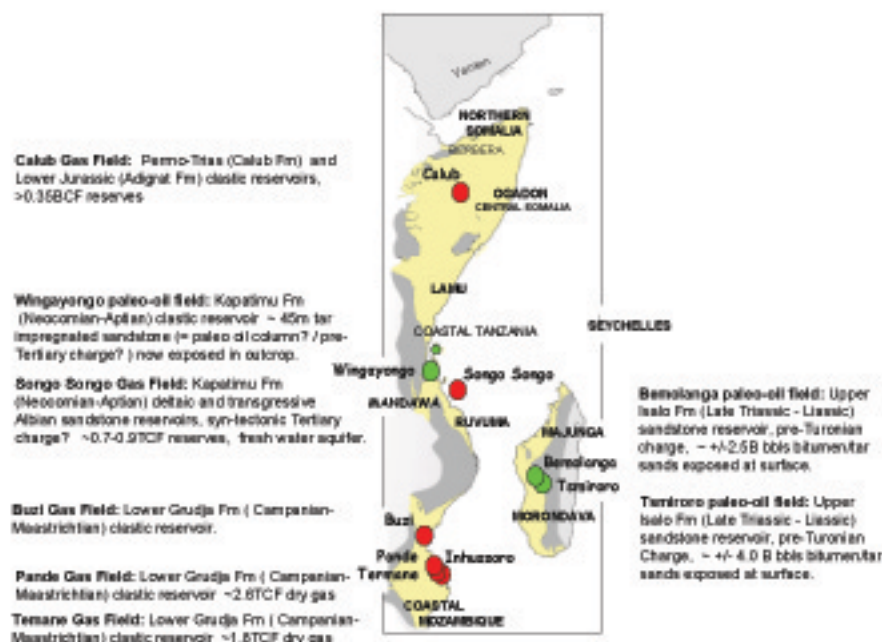 Calub Gas Field: Permo-Trias (Calub Fm) and
Lower Jurassic (Adigrat Fm) clastic reservoirs,
>0.35BCF reserves
Wingayongo paleo-oil field: Kapatimu Fm
(Neocomian-Aptian) clastic reservoir ~ 45m tar
impregnated sandstone (= paleo oil column? / pre-
Tertiary charge? ) now exposed in outcrop.
Songo Songo Gas Field: Kapatimu Fm
(Neocomian-Aptian) deltaic and transgressive
Albian sandstone reservoirs, syn-tectonic Tertiary
charge? ~0.7-0.9TCF reserves, fresh water aquifer.
Buzi Gas Field: Lower Grudja Fm ( Campanian-
Maastrichtian) clastic reservoir.
Pande Gas Field: Lower Grudja Fm ( Campanian-
Maastrichtian) clastic reservoir ~2.6TCF dry gas
Temane Gas Field: Lower Grudja Fm ( Campanian-
Maastrichtian) clastic reservoir ~1.8TCF dry gas
Yemen
NORTHERN
SOMALIA
BERBERA
Calub
OGADON
CENTRAL SOMALIA
LAMU
COASTAL TANZANIA
SEYCHELLES
Wingayongo
Songo Songo
MANDAWA
RUVUMA
MAJUNGA
Bemolanga
Tamiroro
MORONDAVA
Buzi
Pande
Inhassoro
Temane
COASTAL
MOZAMBIQUE
Bemolanga paleo-oil field: Upper
Isalo Fm (Late Triassic - Liassic)
sandstone reservoir, pre-Turonian
charge, ~ +/-2.5B bbls bitumen/tar
sands exposed at surface.
Temiroro paleo-oil field: Upper
Isalo Fm (Late Triassic - Liassic)
sandstone reservoir, pre-Turonian
Charge, ~ +/- 4.0 B bbls bitumen/tar
sands exposed at surface.